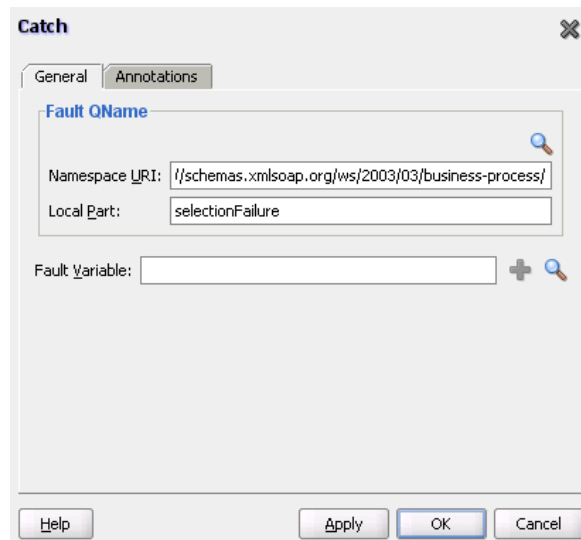 Catch
General Annotations
Fault QName
Namespace URI: //schemas.xmlsoap.org/ws/2003/03/business-process/
Local Part: selectionFailure
Fault Variable:
Help Apply OK Cancel